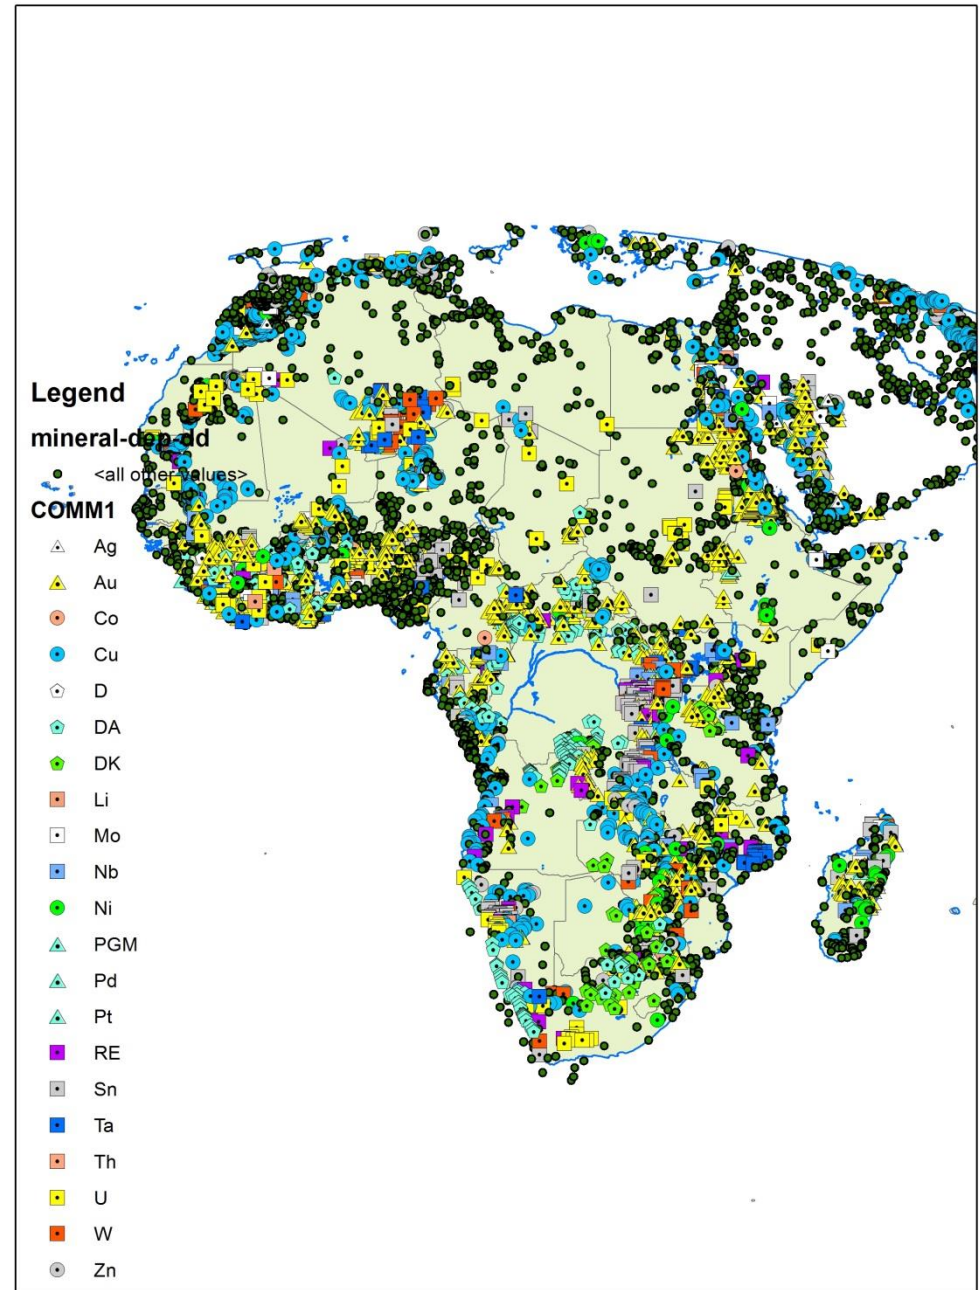 Legend
mineral-dep-dd
<all other values>
COMM1
Ag
Au
Co
Cu
D
DA
DK
Li
Mo
Nb
Ni
PGM
Pd
Pt
RE
Sn
Ta
Th
U
W
Zn